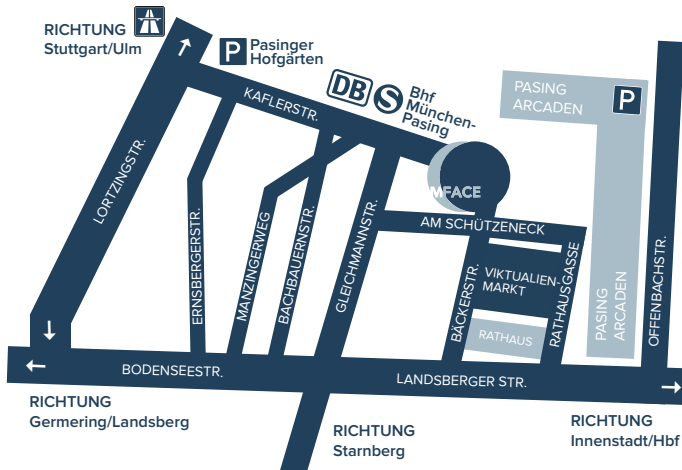 RICHTUNG
Stuttgart/Ulm
P
Pasinger
Hofgärten
DB
S
Bhf
München-
Pasing
KAFLERSTR.
PASING
ARCADEN
P
LORTZINGSTR.
MFACE
AM SCHÜTZENECK
ERNSBERGERSTR.
MANZINGERWEG
BACHBAUERNSTR.
GLEICHMANNSTR.
BÄCKERSTR.
VIKTUALIEN-
MARKT
RATHAUS
RATHAUSGASSE
PASING
ARCADEN
OFFENBACHSTR.
BODENSEESTR.
LANDSBERGER STR.
RICHTUNG
Germering/Landsberg
RICHTUNG
Starnberg
RICHTUNG
Innenstadt/Hbf